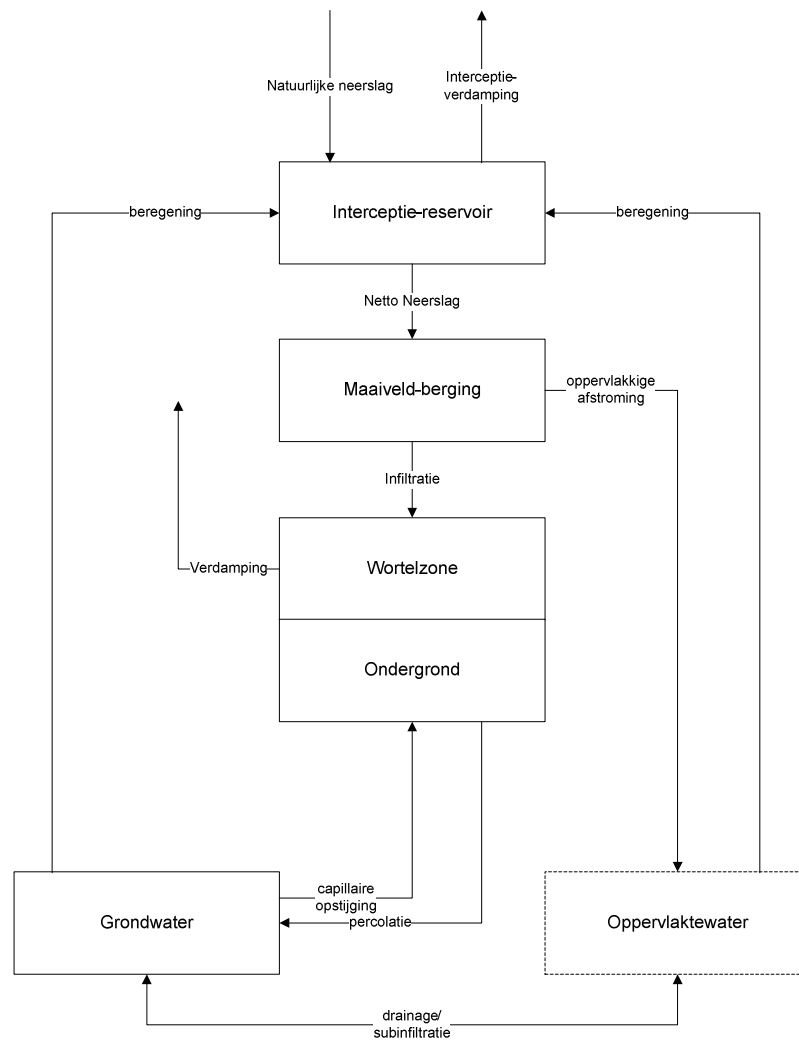 Natuurlijke neerslag
Interceptie-
verdamping
beregening
Interceptie-reservoir
beregening
Netto Neerslag
Maaiveld-berging
oppervlakkige
afstroming
Infiltratie
Verdamping
Wortelzone
Ondergrond
capillaire
opstijging
percolatie
Grondwater
Oppervlaktewater
drainage/
subinfiltratie